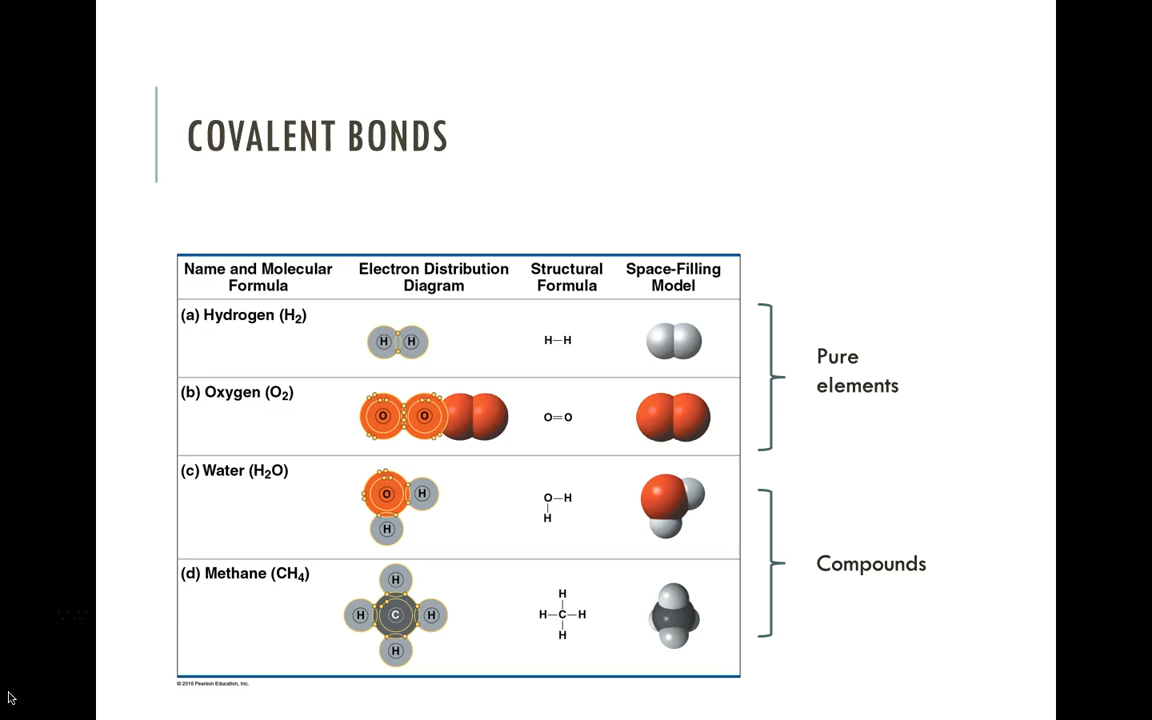 COVALENT BONDS
Name and Molecular Formula
Electron Distribution Diagram
Structural Formula
Space-Filling Model
(a) Hydrogen (H₂)
H H
H—H
(b) Oxygen (O₂)
O O
O=O
(c) Water (H₂O)
O H
H
O—H
H
(d) Methane (CH₄)
H
H C H
H
H
H—C—H
H
Pure
elements
Compounds
© 2016 Pearson Education, Inc.